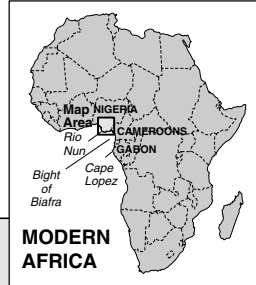 Map NIGERIA
Area
Rio
Nun
CAMEROONS
GABON
Bight
of
Biafra
Cape
Lopez
MODERN
AFRICA